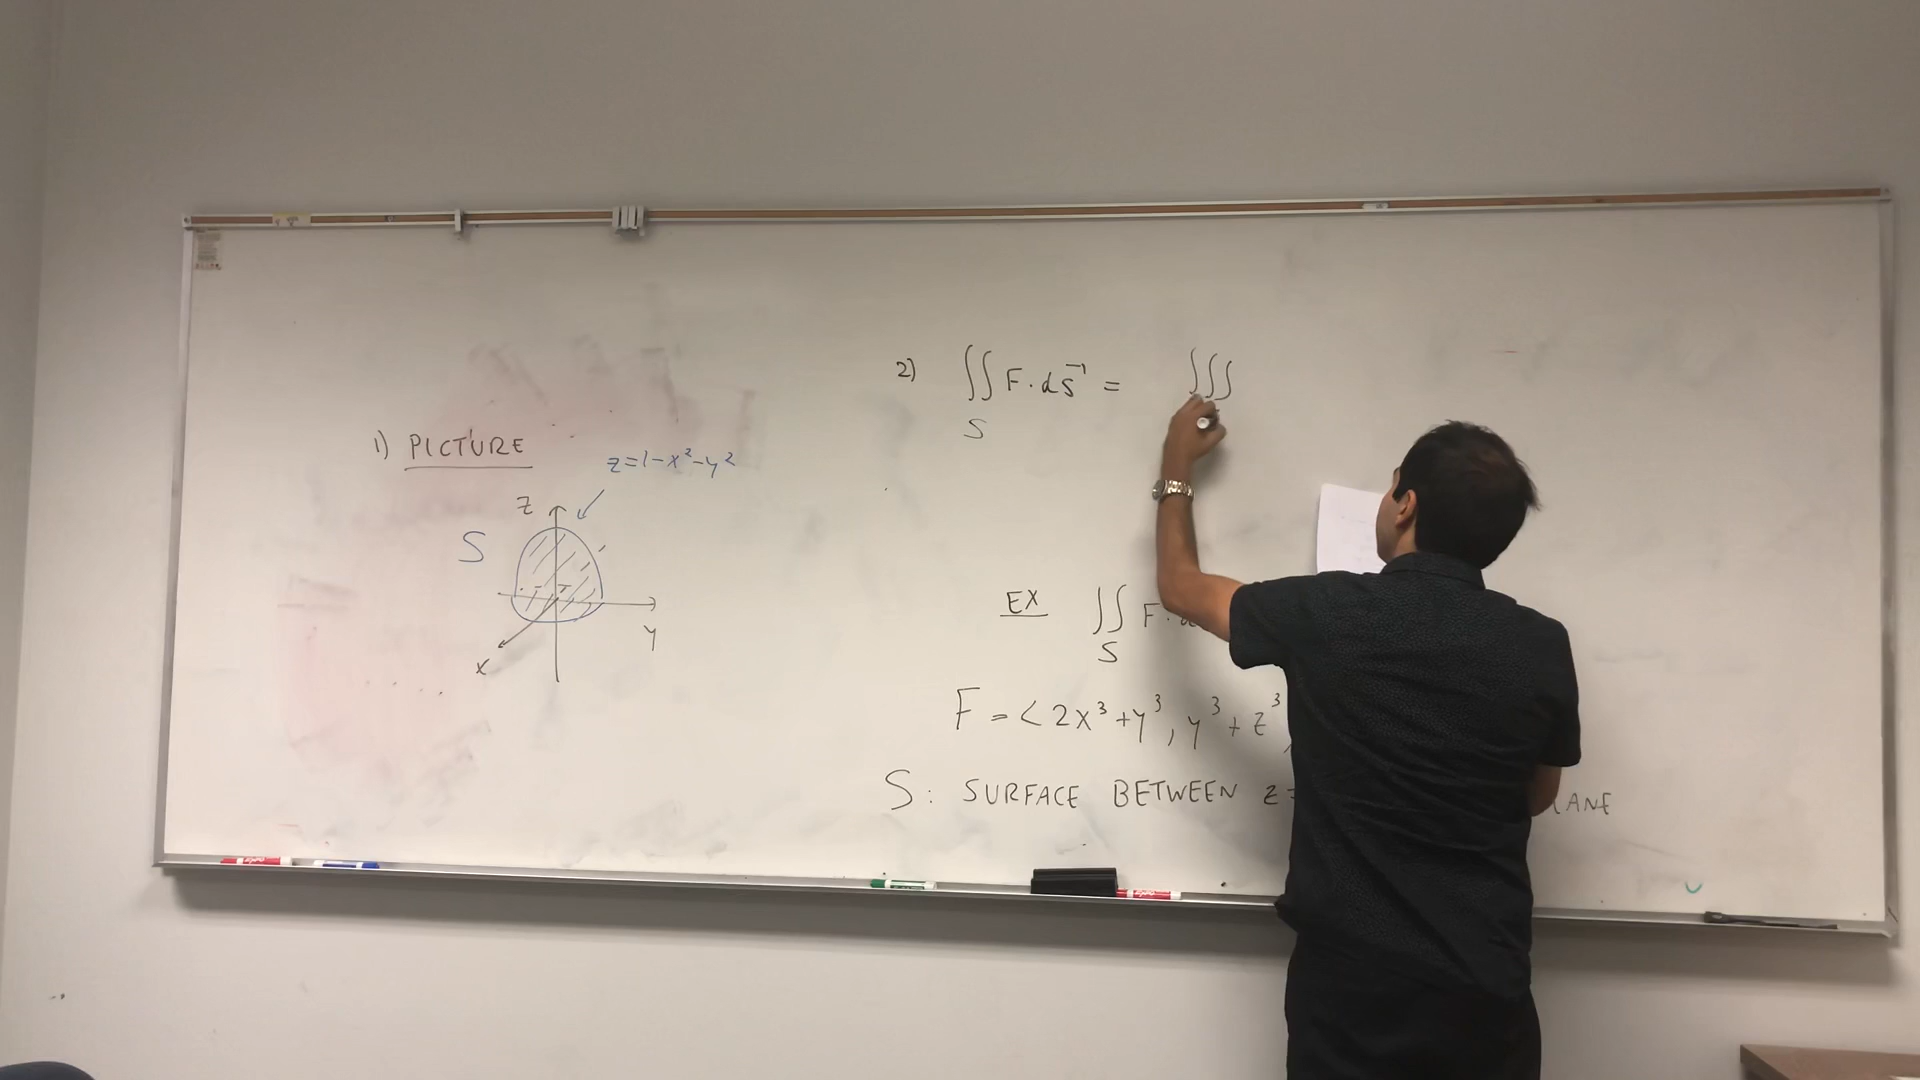 1) PICTURE
z=1-x²-y²
Z
S
Y
X
2) ∬ F·dS⃗ = ∭
S
EX ∬ F·d
S
F = <2x³+y³, y³+z³,
S: SURFACE BETWEEN z= LANE